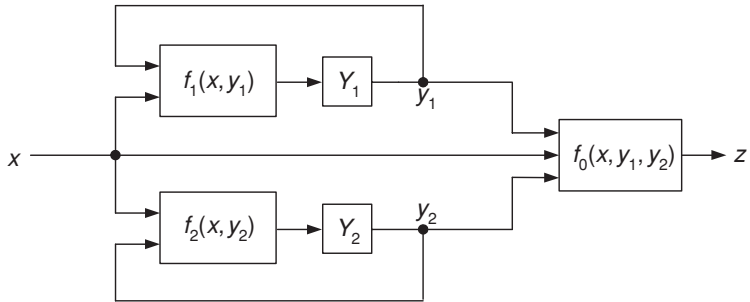 f₁(x, y₁)
Y₁
y₁
x
f₀(x, y₁, y₂)
z
f₂(x, y₂)
Y₂
y₂